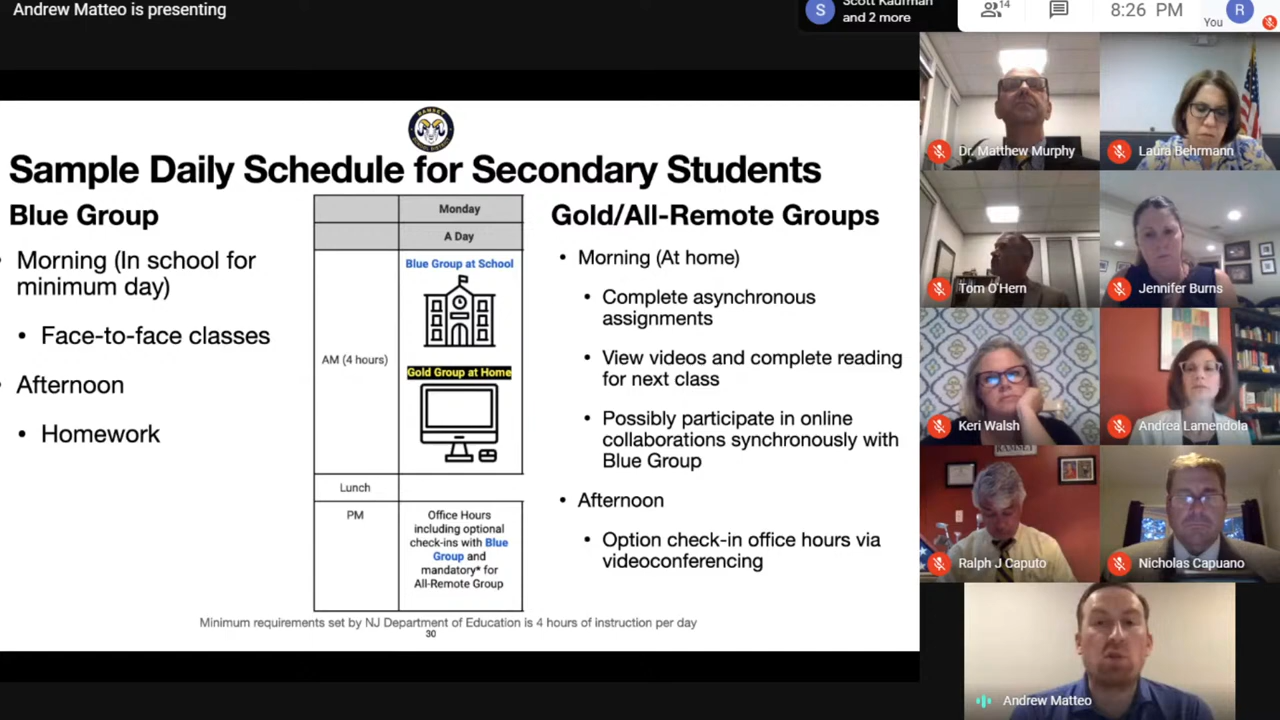 Andrew Matteo is presenting
S
Scott Kaufman
and 2 more
14
8:26 PM
You
R
RAMSEY
SCHOOL DISTRICT
Sample Daily Schedule for Secondary Students
Blue Group
Morning (In school for
minimum day)
Face-to-face classes
Afternoon
Homework
Monday
A Day
AM (4 hours)
Blue Group at School
Gold Group at Home
Lunch
PM
Office Hours
including optional
check-ins with Blue
Group and
mandatory* for
All-Remote Group
Gold/All-Remote Groups
Morning (At home)
Complete asynchronous
assignments
View videos and complete reading
for next class
Possibly participate in online
collaborations synchronously with
Blue Group
Afternoon
Option check-in office hours via
videoconferencing
Minimum requirements set by NJ Department of Education is 4 hours of instruction per day
30
Dr. Matthew Murphy
Laura Behrmann
Tom O'Hern
Jennifer Burns
Keri Walsh
Andrea Lamendola
RAMSEY
Ralph J Caputo
Nicholas Capuano
Andrew Matteo